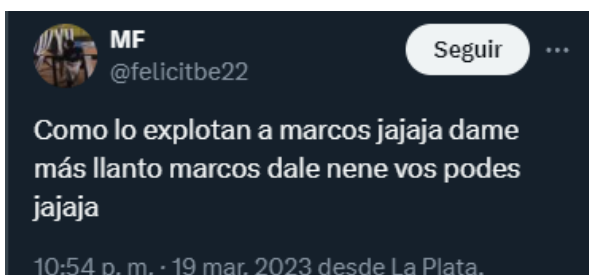 MF
Seguir
@felicitbe22
Como lo explotan a marcos jajaja dame
más llanto marcos dale nene vos podes
jajaja
10:54 p. m. · 19 mar. 2023 desde La Plata,